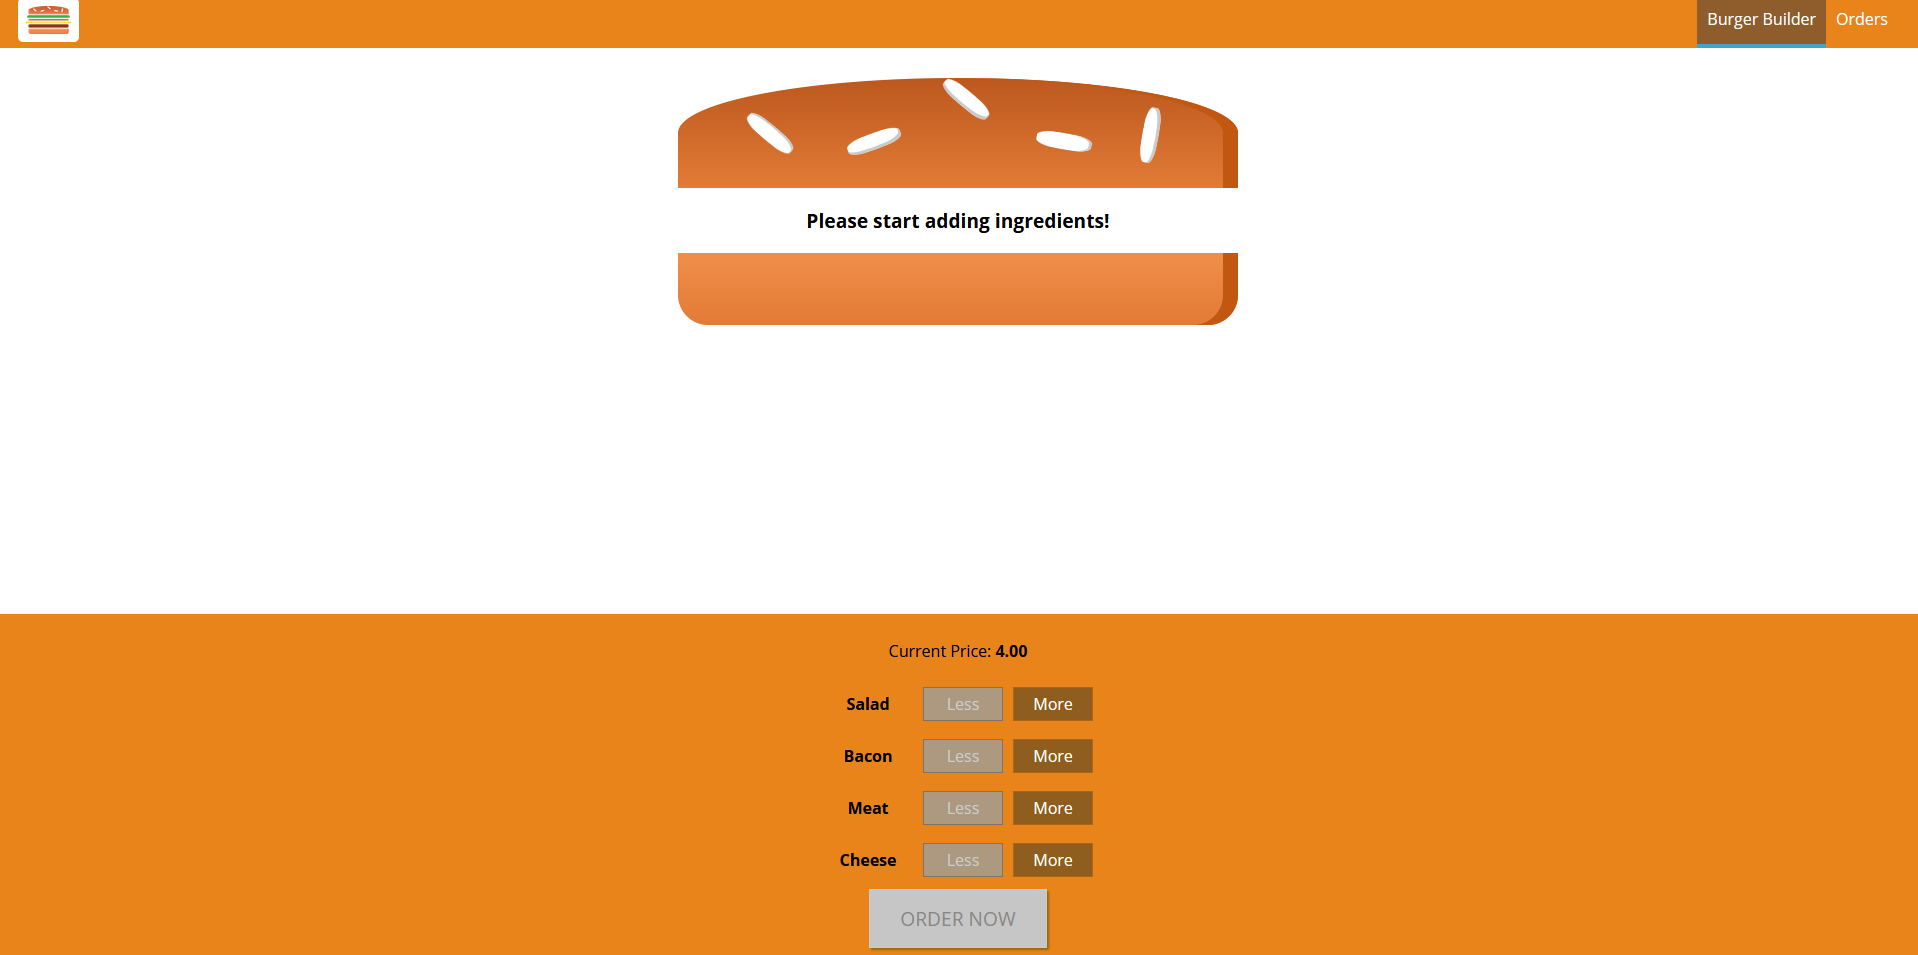 Burger Builder Orders
Please start adding ingredients!
Current Price: 4.00
Salad Less More
Bacon Less More
Meat Less More
Cheese Less More
ORDER NOW